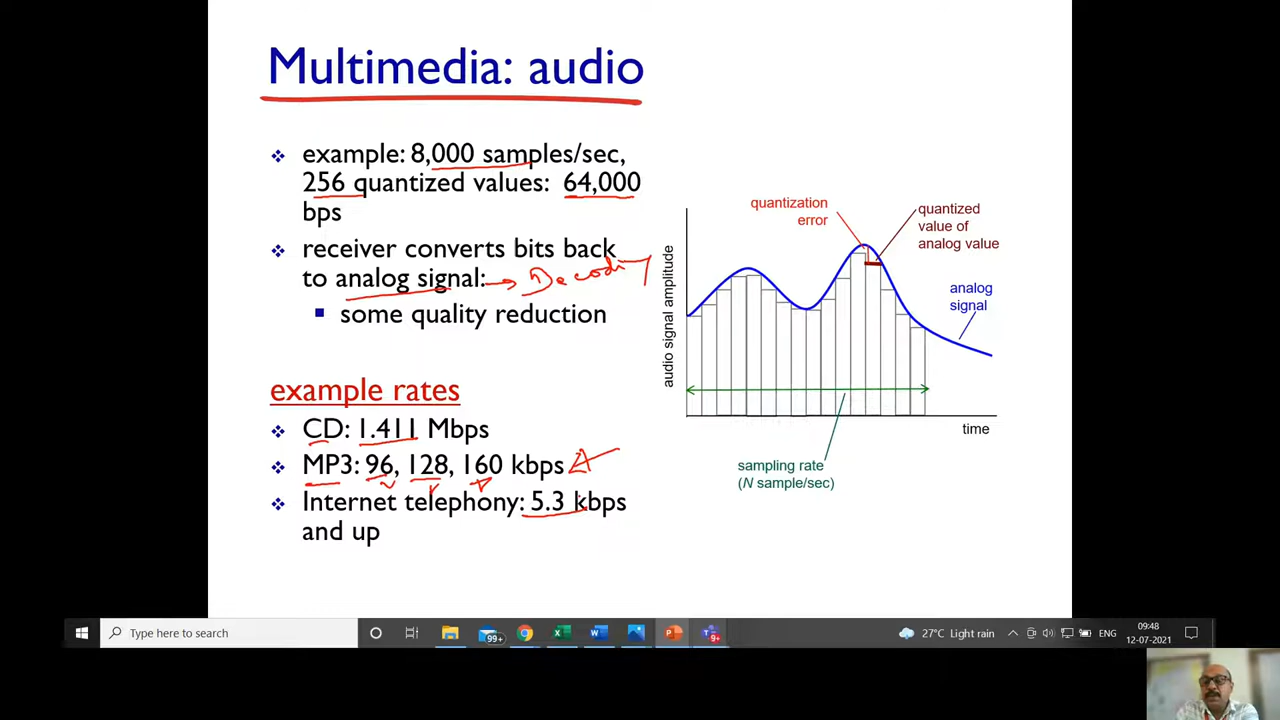 Multimedia: audio
❖ example: 8,000 samples/sec,
256 quantized values: 64,000
bps
❖ receiver converts bits back
to analog signal: → Decoding
▪ some quality reduction
example rates
❖ CD: 1.411 Mbps
❖ MP3: 96, 128, 160 kbps
❖ Internet telephony: 5.3 kbps
and up
quantization
error
quantized
value of
analog value
analog
signal
audio signal amplitude
time
sampling rate
(N sample/sec)
Type here to search
99+
9+
27°C Light rain
ENG
09:48
12-07-2021